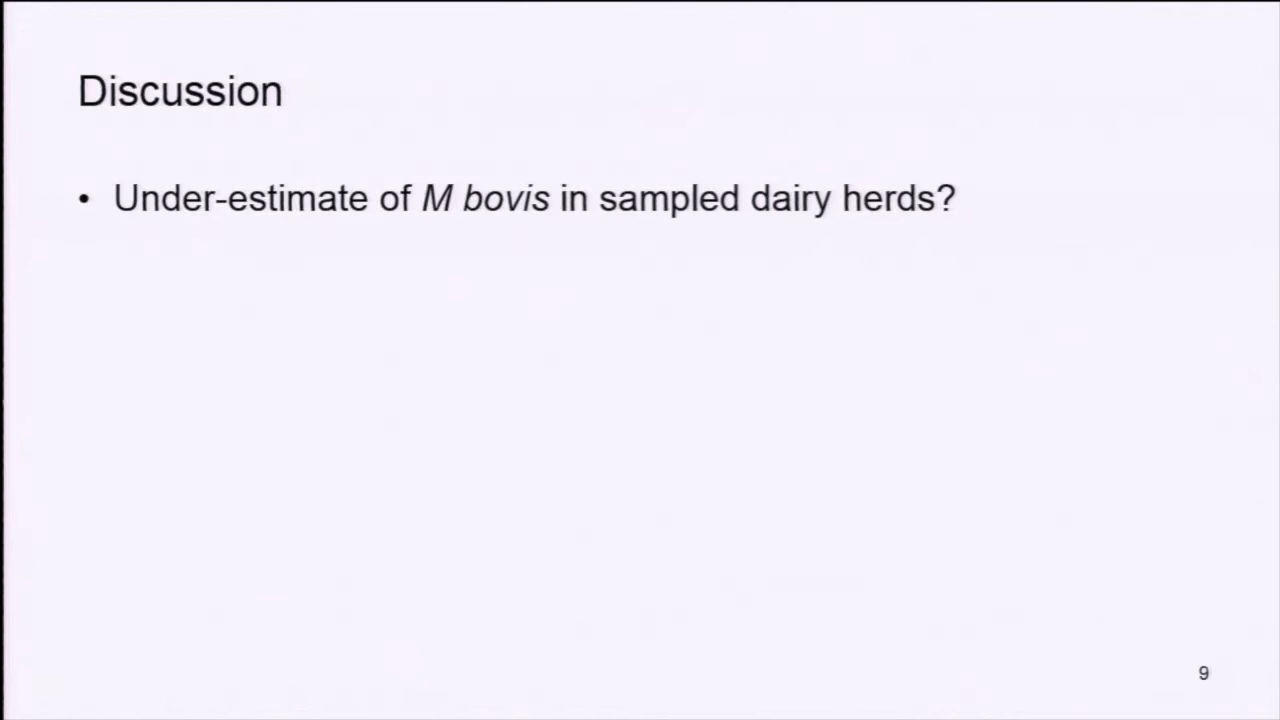 Discussion
• Under-estimate of M bovis in sampled dairy herds?
9